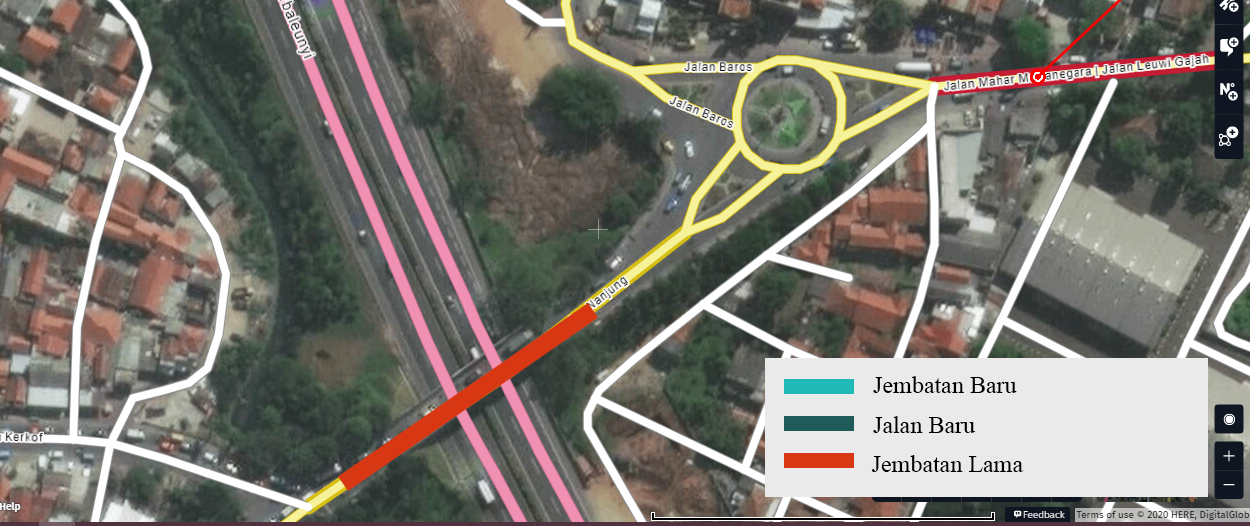 baleunyi
Jalan Baros
Jalan Mahar M anegara | Jalan Leuwi Gajah
Jalan Baros
Nanjung
Kerkof
Jembatan Baru
Jalan Baru
Jembatan Lama
Help
Feedback
Terms of use © 2020 HERE, DigitalGlob